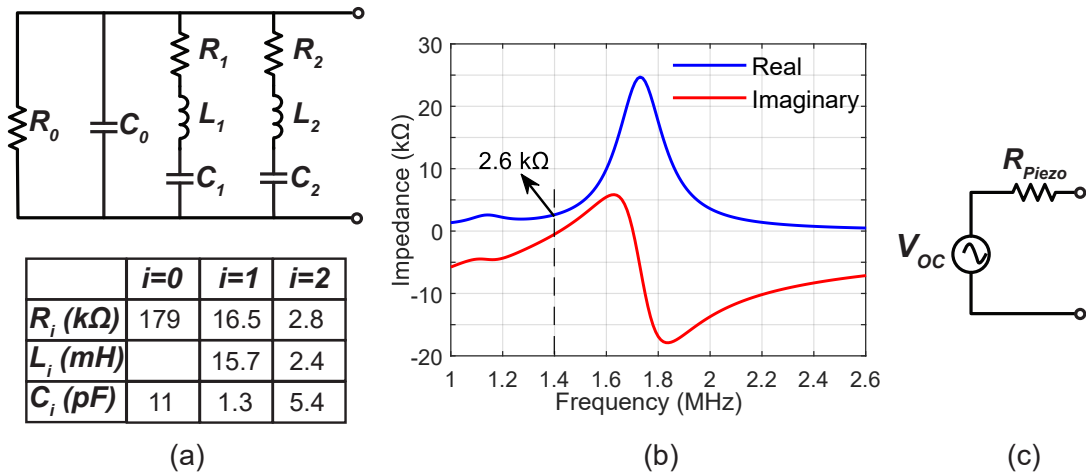 R0
C0
R1
L1
C1
R2
L2
C2
i=0 i=1 i=2
Ri (kΩ) 179 16.5 2.8
Li (mH) 15.7 2.4
Ci (pF) 11 1.3 5.4
(a)
30
20
10
0
-10
-20
Impedance (kΩ)
Real
Imaginary
2.6 kΩ
1 1.2 1.4 1.6 1.8 2 2.2 2.4 2.6
Frequency (MHz)
(b)
RPiezo
VOC
(c)